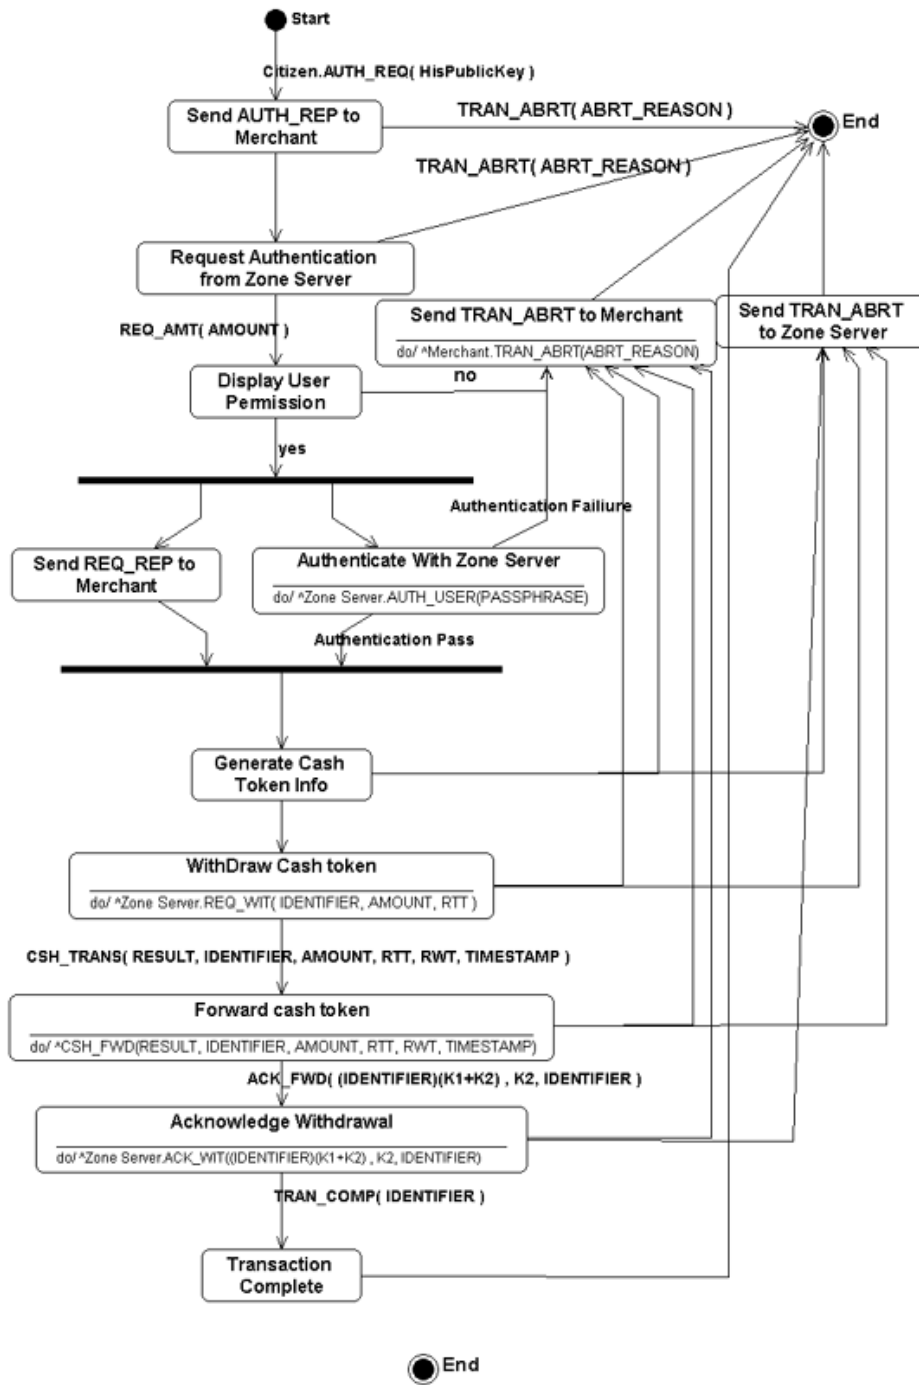 Start
Citizen.AUTH_REQ( HisPublicKey )
Send AUTH_REP to
Merchant
TRAN_ABRT( ABRT_REASON )
End
TRAN_ABRT( ABRT_REASON )
Request Authentication
from Zone Server
REQ_AMT( AMOUNT )
Send TRAN_ABRT to Merchant
do/ ^Merchant.TRAN_ABRT(ABRT_REASON)
Send TRAN_ABRT
to Zone Server
Display User
Permission
no
yes
Authentication Failiure
Send REQ_REP to
Merchant
Authenticate With Zone Server
do/ ^Zone Server.AUTH_USER(PASSPHRASE)
Authentication Pass
Generate Cash
Token Info
WithDraw Cash token
do/ ^Zone Server.REQ_WIT( IDENTIFIER, AMOUNT, RTT )
CSH_TRANS( RESULT, IDENTIFIER, AMOUNT, RTT, RWT, TIMESTAMP )
Forward cash token
do/ ^CSH_FWD(RESULT, IDENTIFIER, AMOUNT, RTT, RWT, TIMESTAMP)
ACK_FWD( (IDENTIFIER)(K1+K2) , K2, IDENTIFIER )
Acknowledge Withdrawal
do/ ^Zone Server.ACK_WIT((IDENTIFIER)(K1+K2) , K2, IDENTIFIER)
TRAN_COMP( IDENTIFIER )
Transaction
Complete
End